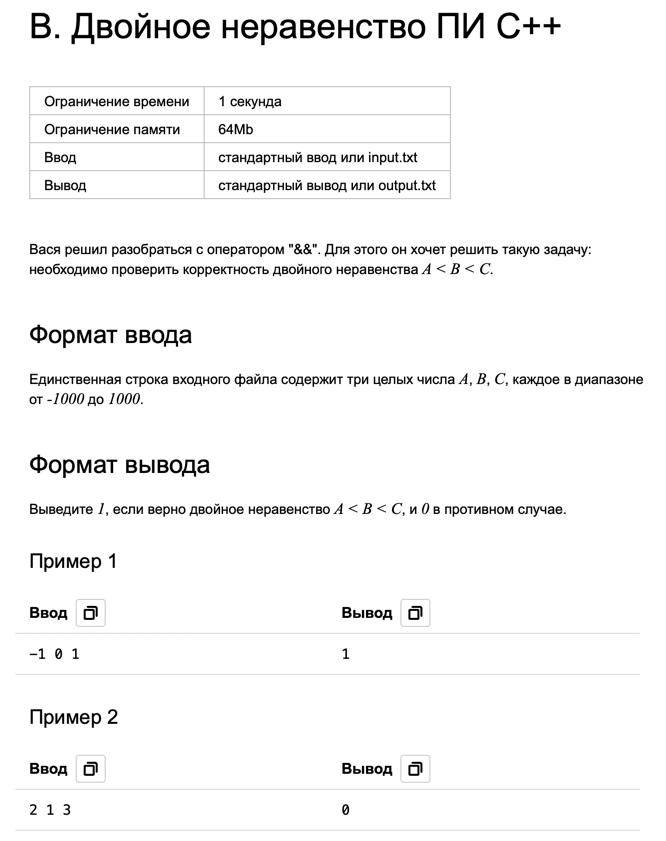 В. Двойное неравенство ПИ С++
Ограничение времени 1 секунда
Ограничение памяти 64Mb
Ввод стандартный ввод или input.txt
Вывод стандартный вывод или output.txt
Вася решил разобраться с оператором "&&". Для этого он хочет решить такую задачу:
необходимо проверить корректность двойного неравенства A < B < C.
Формат ввода
Единственная строка входного файла содержит три целых числа A, B, C, каждое в диапазоне
от -1000 до 1000.
Формат вывода
Выведите 1, если верно двойное неравенство A < B < C, и 0 в противном случае.
Пример 1
Ввод Вывод
-1 0 1 1
Пример 2
Ввод Вывод
2 1 3 0